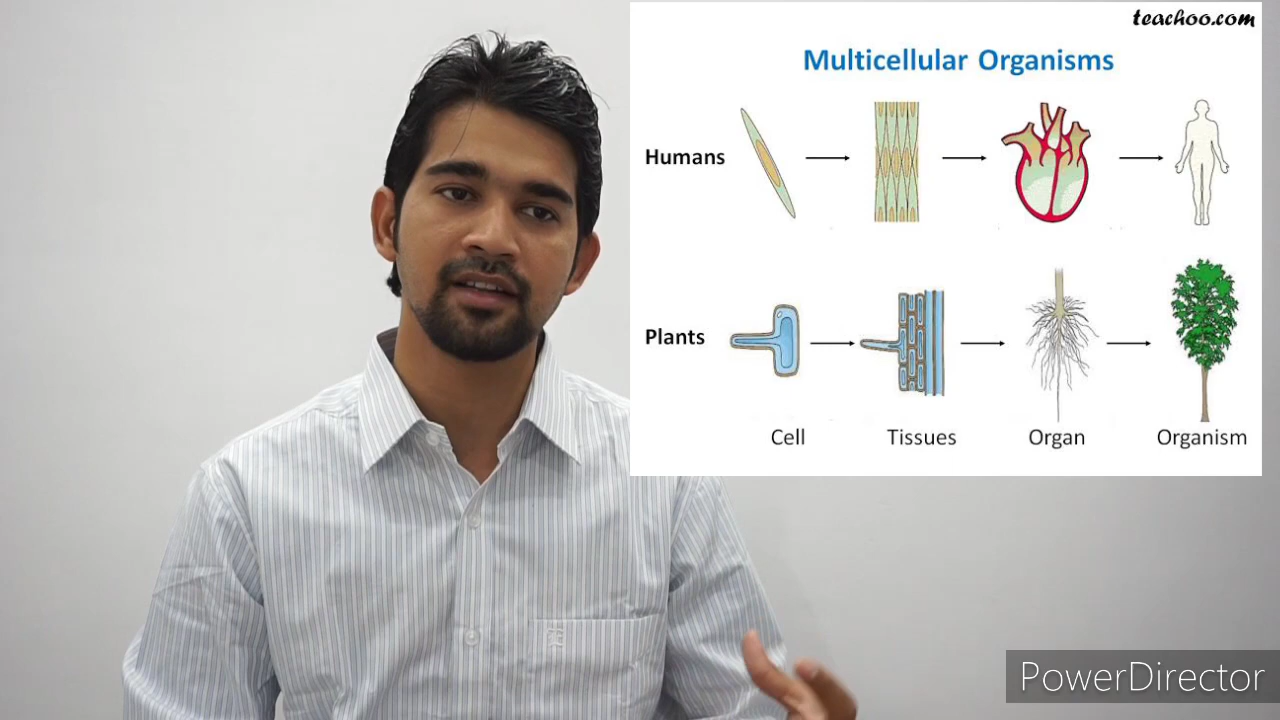 teachoo.com
Multicellular Organisms
Humans
Plants
Cell Tissues Organ Organism
PowerDirector